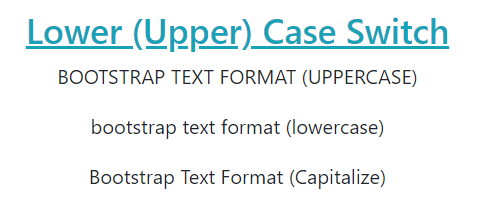 Lower (Upper) Case Switch
BOOTSTRAP TEXT FORMAT (UPPERCASE)
bootstrap text format (lowercase)
Bootstrap Text Format (Capitalize)